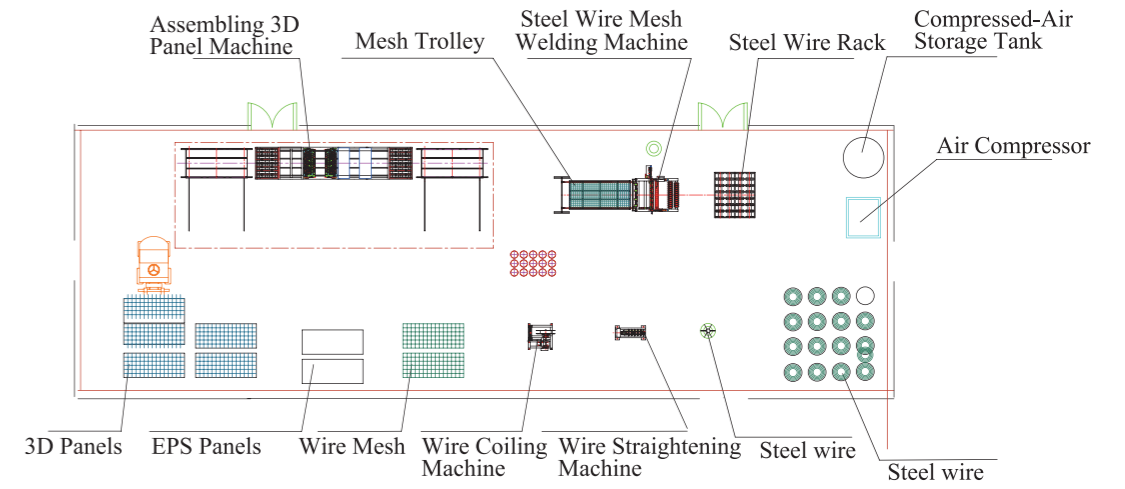 Assembling 3D
Panel Machine
Mesh Trolley
Steel Wire Mesh
Welding Machine
Steel Wire Rack
Compressed-Air
Storage Tank
Air Compressor
3D Panels
EPS Panels
Wire Mesh
Wire Coiling
Machine
Wire Straightening
Machine
Steel wire
Steel wire